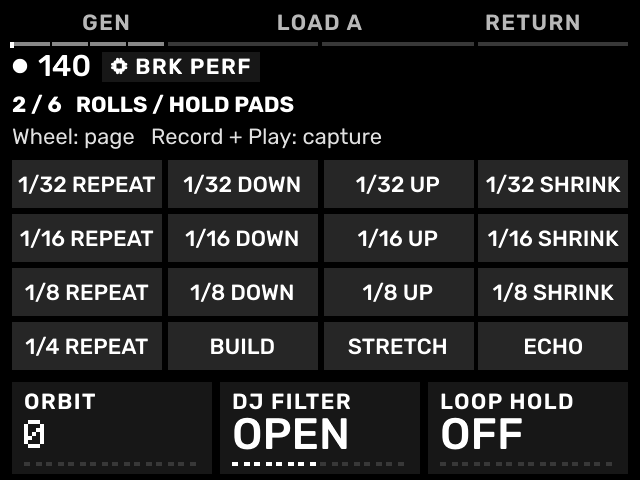 GEN LOAD A RETURN
140 BRK PERF
2 / 6 ROLLS / HOLD PADS
Wheel: page Record + Play: capture
1/32 REPEAT 1/32 DOWN 1/32 UP 1/32 SHRINK
1/16 REPEAT 1/16 DOWN 1/16 UP 1/16 SHRINK
1/8 REPEAT 1/8 DOWN 1/8 UP 1/8 SHRINK
1/4 REPEAT BUILD STRETCH ECHO
ORBIT DJ FILTER LOOP HOLD
0 OPEN OFF